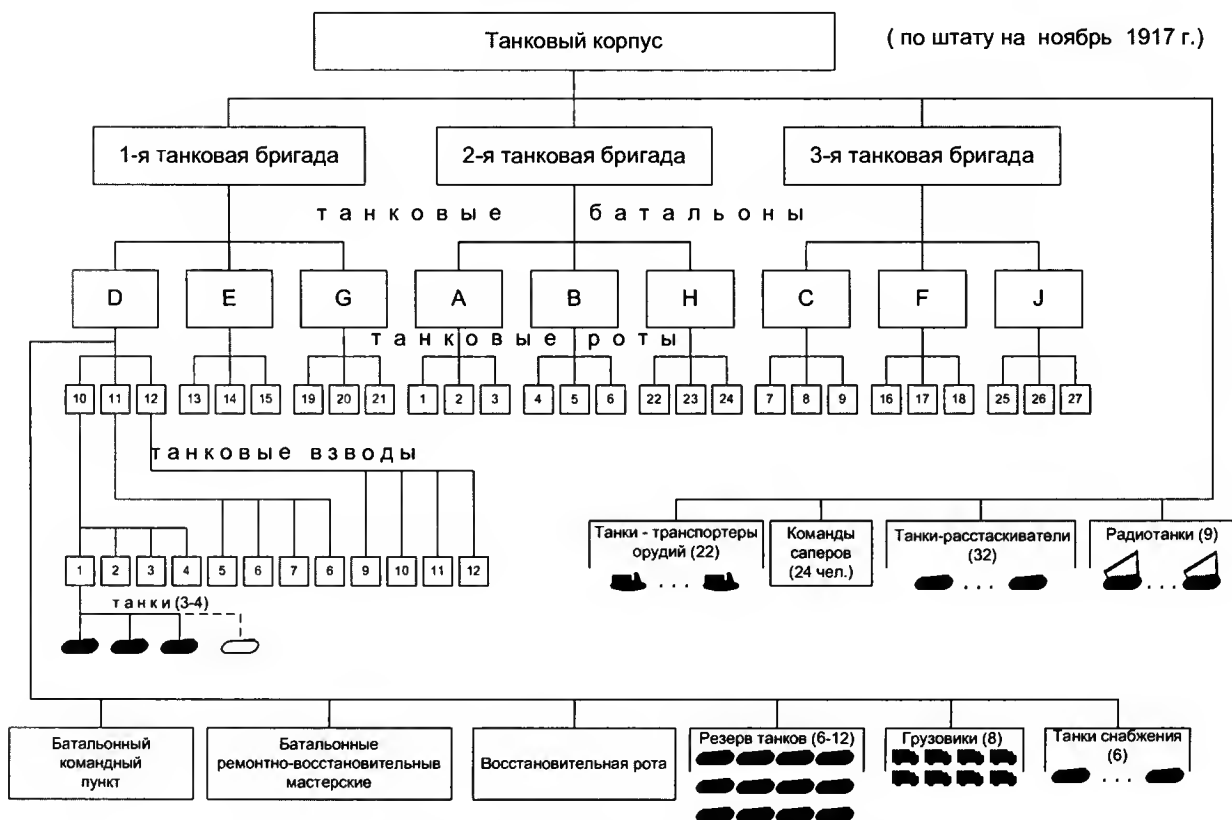 Танковый корпус
( по штату на ноябрь 1917 г.)
1-я танковая бригада
2-я танковая бригада
3-я танковая бригада
танковые батальоны
D E G A B H C F J
танковые роты
10 11 12 13 14 15 19 20 21 1 2 3 4 5 6 22 23 24 7 8 9 16 17 18 25 26 27
танковые взводы
Танки - транспортеры
орудий (22)
Команды
саперов
(24 чел.)
Танки-расстаскиватели
(32)
Радиотанки (9)
1 2 3 4 5 6 7 6 9 10 11 12
танки (3-4)
Батальонный
командный
пункт
Батальонные
ремонтно-восстановительныв
мастерские
Восстановительная рота
Резерв танков (6-12)
Грузовики (8)
Танки снабжения
(6)